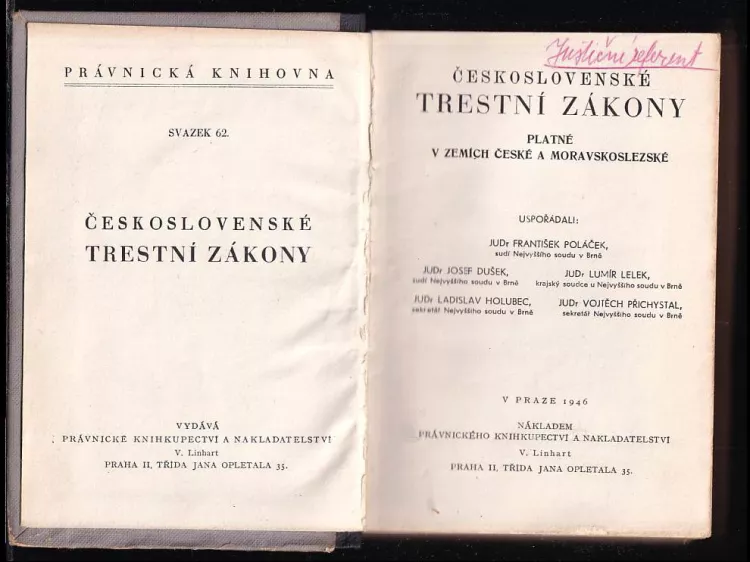 PRÁVNICKÁ KNIHOVNA
SVAZEK 62.
ČESKOSLOVENSKÉ
TRESTNÍ ZÁKONY
VYDÁVÁ
PRÁVNICKÉ KNIHKUPECTVÍ A NAKLADATELSTVÍ
V. Linhart
PRAHA II, TŘÍDA JANA OPLETALA 35.
Justiční referent
ČESKOSLOVENSKÉ
TRESTNÍ ZÁKONY
PLATNÉ
V ZEMÍCH ČESKÉ A MORAVSKOSLEZSKÉ
USPOŘÁDALI:
JUDr FRANTIŠEK POLÁČEK,
sudí Nejvyššího soudu v Brně
JUDr JOSEF DUŠEK, JUDr LUMÍR LELEK,
sudí Nejvyššího soudu v Brně krajský soudce u Nejvyššího soudu v Brně
JUDr LADISLAV HOLUBEC, JUDr VOJTĚCH PŘICHYSTAL,
sekretář Nejvyššího soudu v Brně sekretář Nejvyššího soudu v Brně
V PRAZE 1946
NÁKLADEM
PRÁVNICKÉHO KNIHKUPECTVÍ A NAKLADATELSTVÍ
V. Linhart
PRAHA II, TŘÍDA JANA OPLETALA 35.